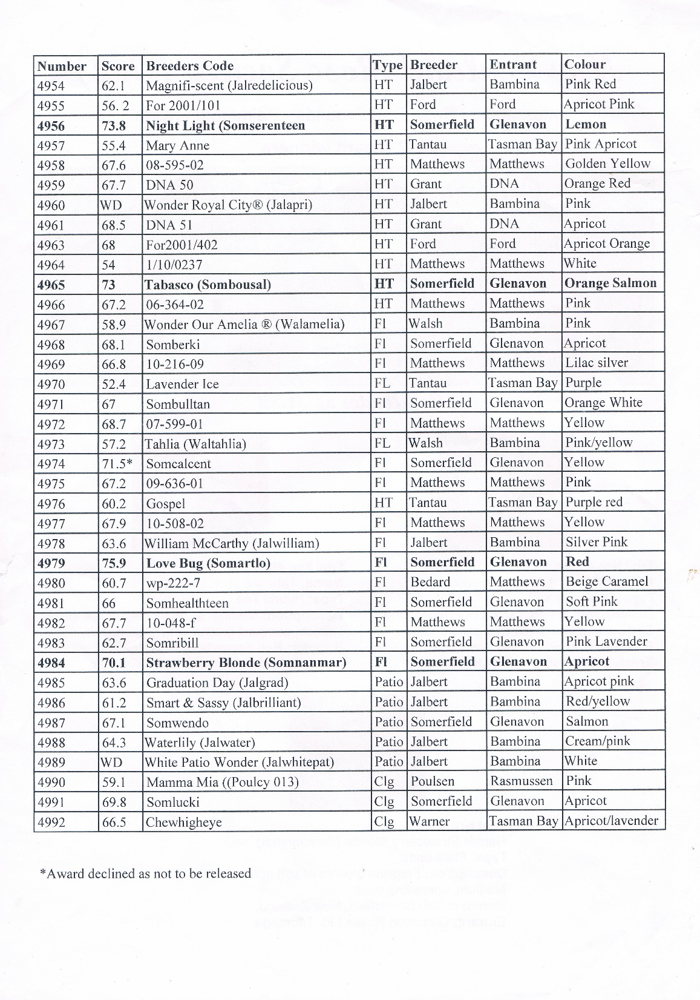 Number Score Breeders Code Type Breeder Entrant Colour
4954 62.1 Magnifi-scent (Jalredelicious) HT Jalbert Bambina Pink Red
4955 56. 2 For 2001/101 HT Ford Ford Apricot Pink
4956 73.8 Night Light (Somserenteen HT Somerfield Glenavon Lemon
4957 55.4 Mary Anne HT Tantau Tasman Bay Pink Apricot
4958 67.6 08-595-02 HT Matthews Matthews Golden Yellow
4959 67.7 DNA 50 HT Grant DNA Orange Red
4960 WD Wonder Royal City® (Jalapri) HT Jalbert Bambina Pink
4961 68.5 DNA 51 HT Grant DNA Apricot
4963 68 For2001/402 HT Ford Ford Apricot Orange
4964 54 1/10/0237 HT Matthews Matthews White
4965 73 Tabasco (Sombousal) HT Somerfield Glenavon Orange Salmon
4966 67.2 06-364-02 HT Matthews Matthews Pink
4967 58.9 Wonder Our Amelia ® (Walamelia) Fl Walsh Bambina Pink
4968 68.1 Somberki Fl Somerfield Glenavon Apricot
4969 66.8 10-216-09 Fl Matthews Matthews Lilac silver
4970 52.4 Lavender Ice FL Tantau Tasman Bay Purple
4971 67 Sombulltan Fl Somerfield Glenavon Orange White
4972 68.7 07-599-01 Fl Matthews Matthews Yellow
4973 57.2 Tahlia (Waltahlia) FL Walsh Bambina Pink/yellow
4974 71.5* Somcalcent Fl Somerfield Glenavon Yellow
4975 67.2 09-636-01 Fl Matthews Matthews Pink
4976 60.2 Gospel HT Tantau Tasman Bay Purple red
4977 67.9 10-508-02 Fl Matthews Matthews Yellow
4978 63.6 William McCarthy (Jalwilliam) Fl Jalbert Bambina Silver Pink
4979 75.9 Love Bug (Somartlo) Fl Somerfield Glenavon Red
4980 60.7 wp-222-7 Fl Bedard Matthews Beige Caramel
4981 66 Somhealthteen Fl Somerfield Glenavon Soft Pink
4982 67.7 10-048-f Fl Matthews Matthews Yellow
4983 62.7 Somribill Fl Somerfield Glenavon Pink Lavender
4984 70.1 Strawberry Blonde (Somnanmar) Fl Somerfield Glenavon Apricot
4985 63.6 Graduation Day (Jalgrad) Patio Jalbert Bambina Apricot pink
4986 61.2 Smart & Sassy (Jalbrilliant) Patio Jalbert Bambina Red/yellow
4987 67.1 Somwendo Patio Somerfield Glenavon Salmon
4988 64.3 Waterlily (Jalwater) Patio Jalbert Bambina Cream/pink
4989 WD White Patio Wonder (Jalwhitepat) Patio Jalbert Bambina White
4990 59.1 Mamma Mia ((Poulcy 013) Clg Poulsen Rasmussen Pink
4991 69.8 Somlucki Clg Somerfield Glenavon Apricot
4992 66.5 Chewhigheye Clg Warner Tasman Bay Apricot/lavender
*Award declined as not to be released